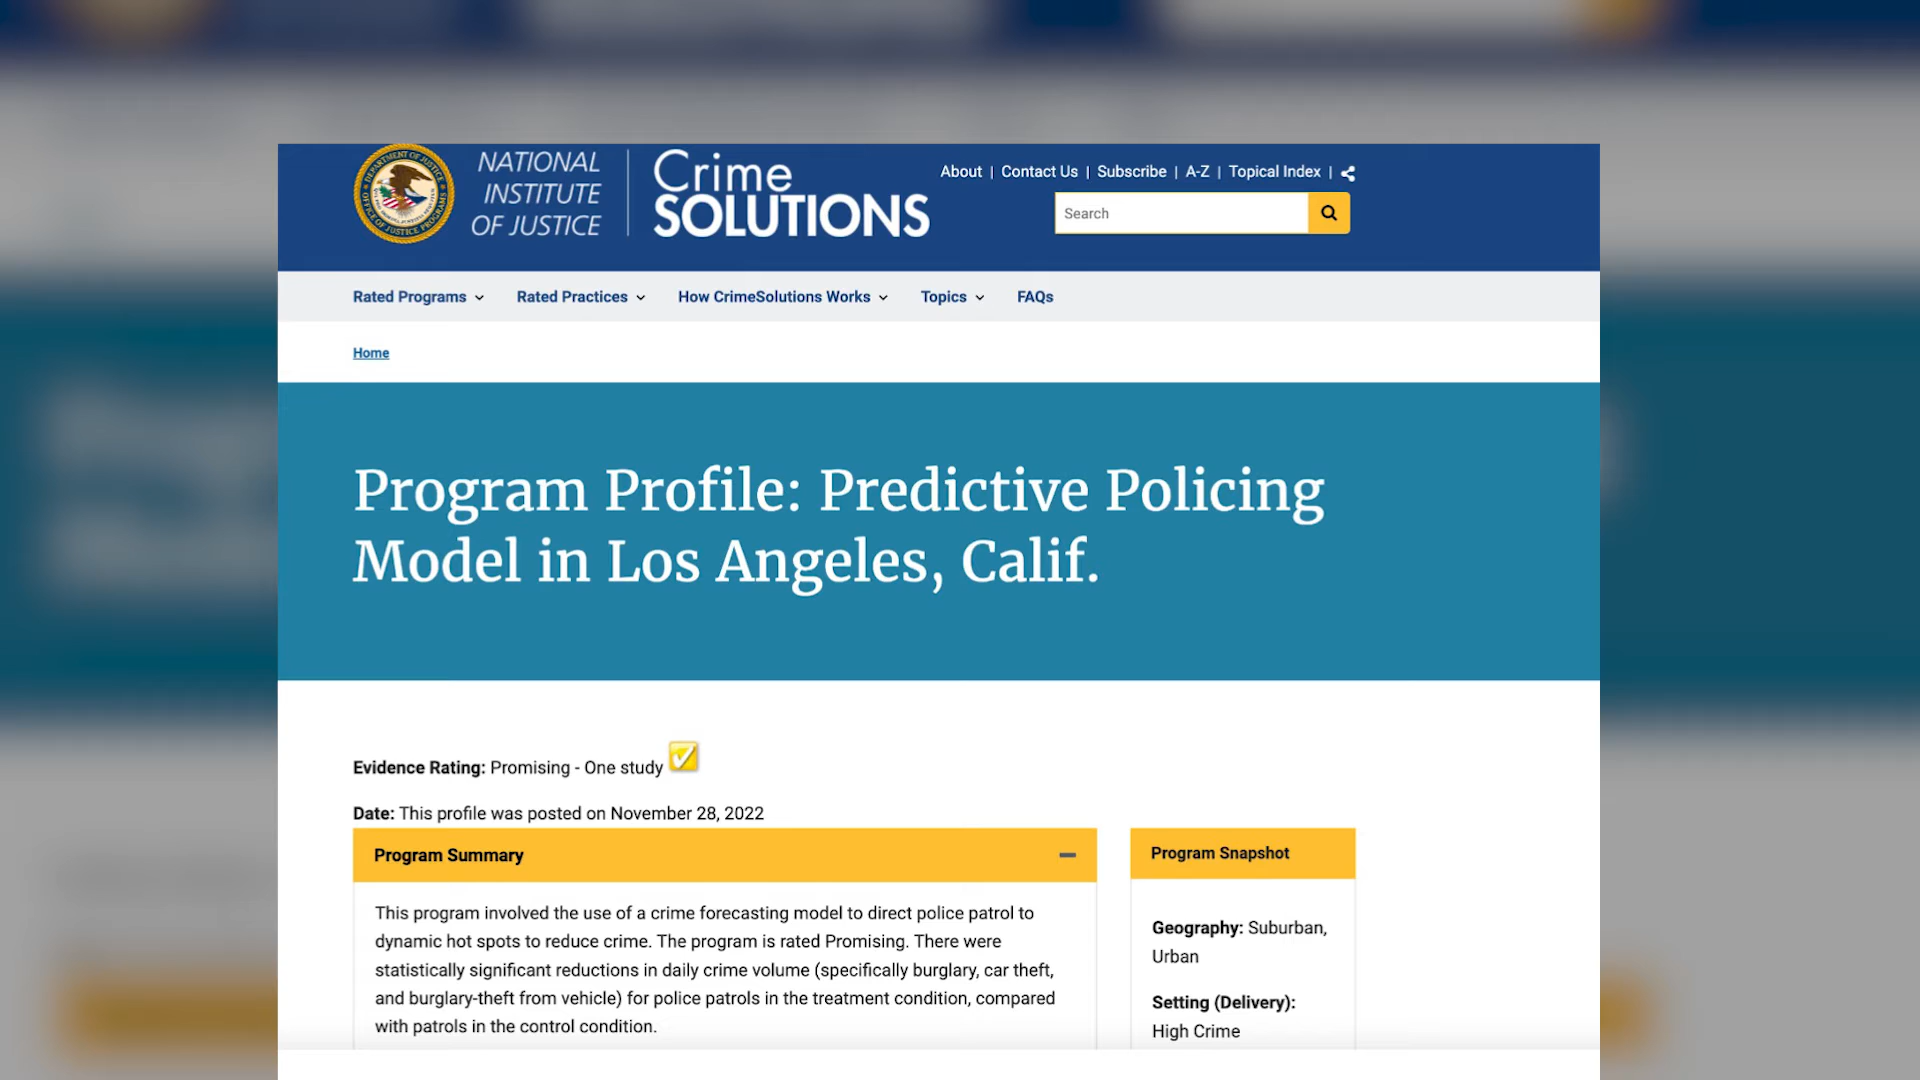 NATIONAL
INSTITUTE
OF JUSTICE
Crime
SOLUTIONS
About | Contact Us | Subscribe | A-Z | Topical Index |
Search
Rated Programs
Rated Practices
How CrimeSolutions Works
Topics
FAQs
Home
Program Profile: Predictive Policing
Model in Los Angeles, Calif.
Evidence Rating: Promising - One study
Date: This profile was posted on November 28, 2022
Program Summary
This program involved the use of a crime forecasting model to direct police patrol to
dynamic hot spots to reduce crime. The program is rated Promising. There were
statistically significant reductions in daily crime volume (specifically burglary, car theft,
and burglary-theft from vehicle) for police patrols in the treatment condition, compared
with patrols in the control condition.
Program Snapshot
Geography: Suburban,
Urban
Setting (Delivery):
High Crime